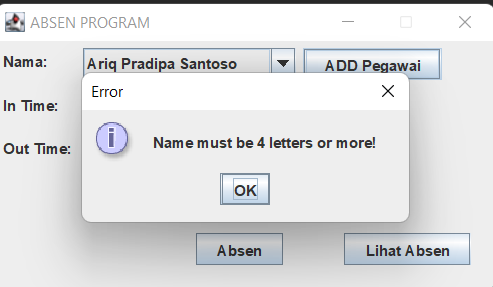 ABSEN PROGRAM
Nama: Ariq Pradipa Santoso ADD Pegawai
Error
In Time:
Name must be 4 letters or more!
Out Time:
OK
Absen Lihat Absen